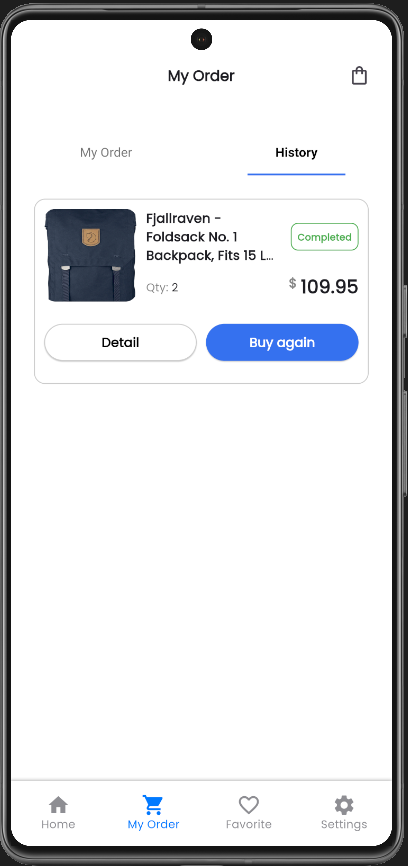 My Order
My Order
History
Fjallraven -
Foldsack No. 1
Backpack, Fits 15 L...
Completed
Qty: 2
$ 109.95
Detail
Buy again
Home
My Order
Favorite
Settings